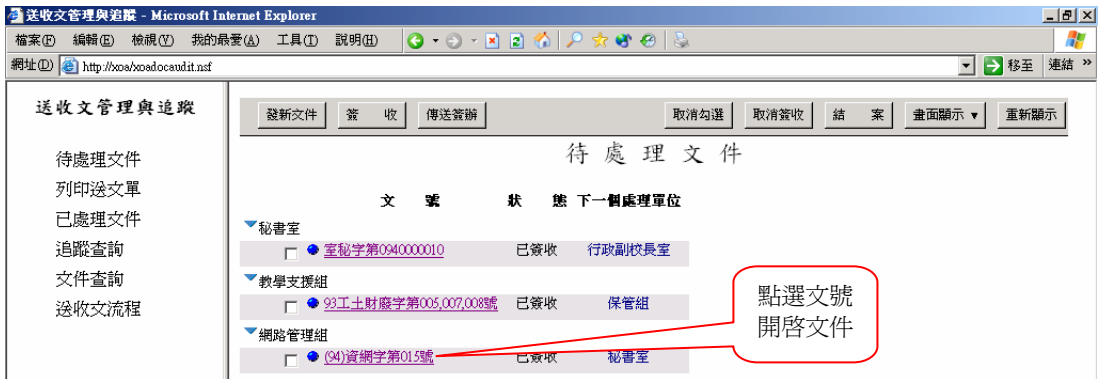 送收文管理與追蹤 - Microsoft Internet Explorer
檔案(F) 編輯(E) 檢視(V) 我的最愛(A) 工具(T) 說明(H)
網址(D) http://xoa/xoadocaudit.nsf 移至 連結 »
送收文管理與追蹤
待處理文件
列印送文單
已處理文件
追蹤查詢
文件查詢
送收文流程
發新文件 簽 收 傳送簽辦 取消勾選 取消簽收 結 案 畫面顯示 ▼ 重新顯示
待 處 理 文 件
文 號 狀 態 下一個處理單位
秘書室
室秘字第0940000010 已簽收 行政副校長室
教學支援組
93工土財廢字第005,007,008號 已簽收 保管組
網路管理組
(94)資網字第015號 已簽收 秘書室
點選文號
開啓文件